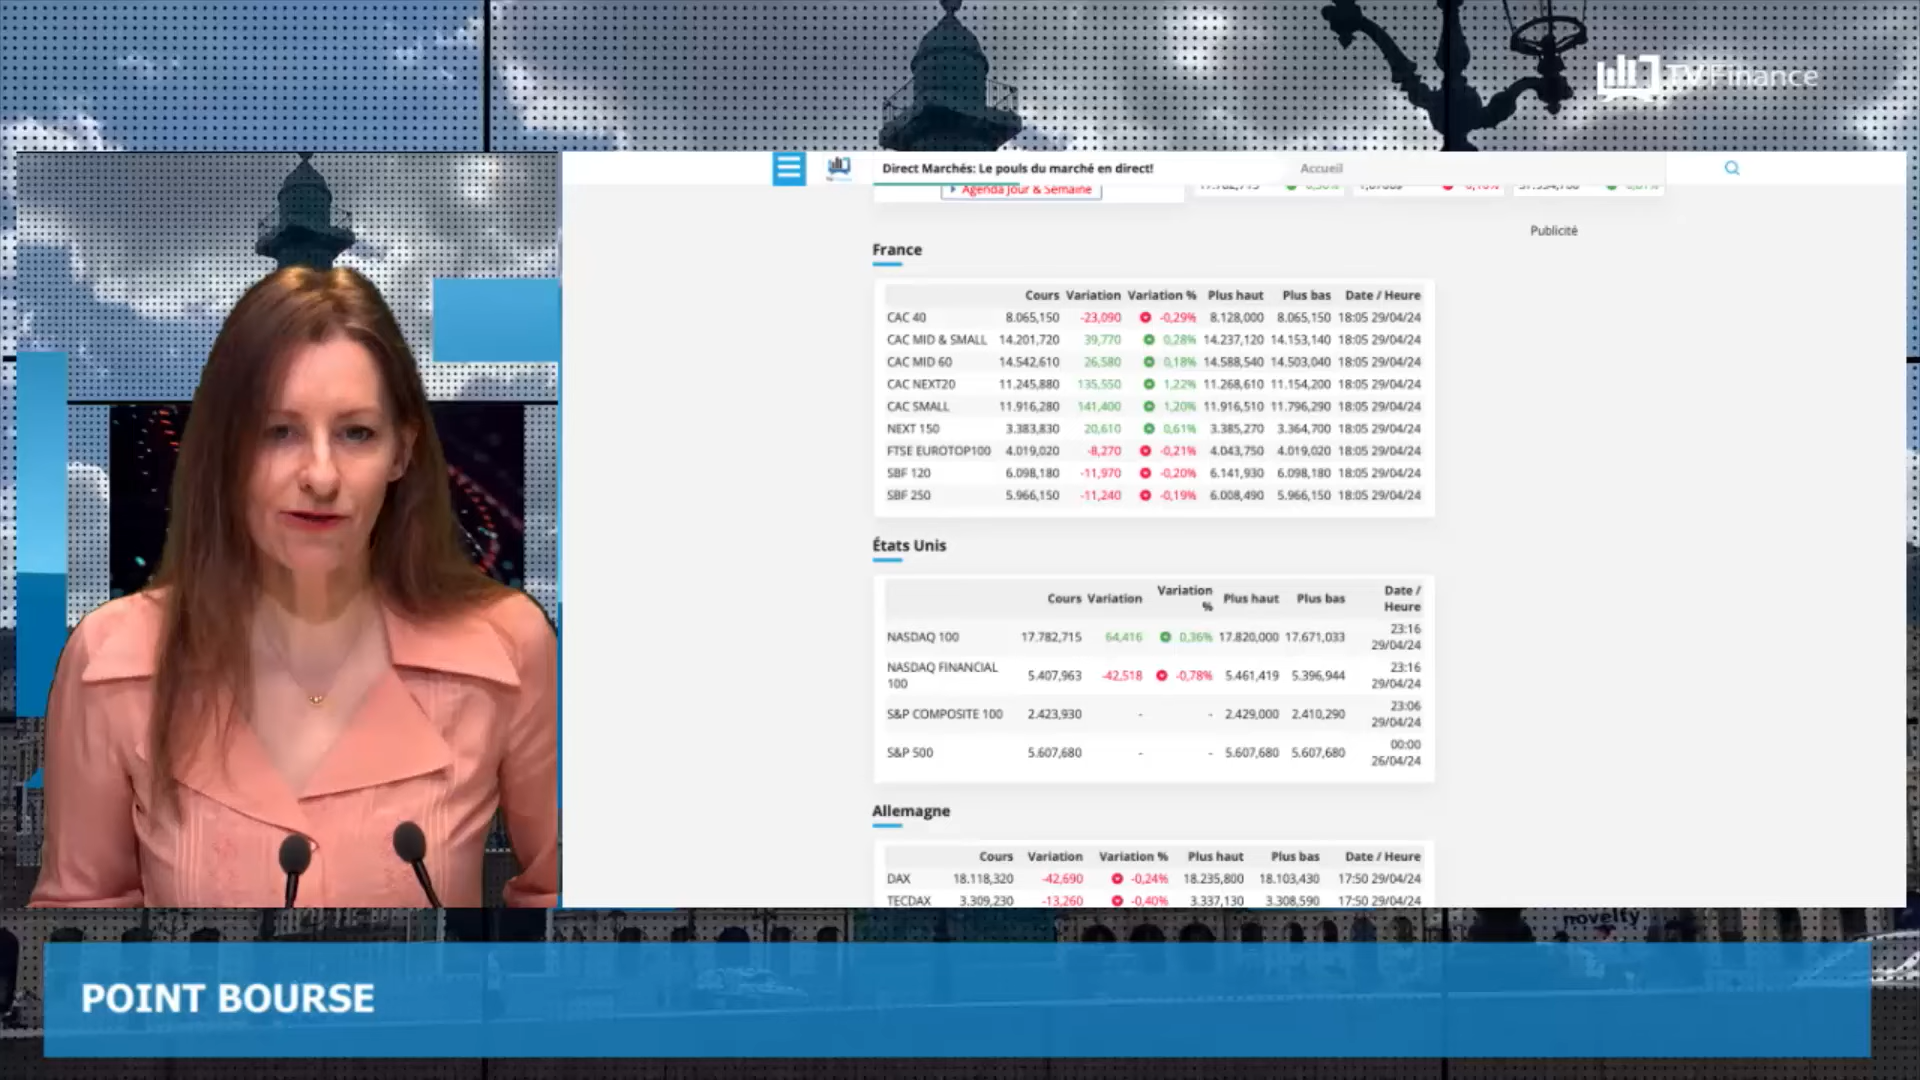 TV Finance
Direct Marchés: Le pouls du marché en direct! Accueil
Agenda Jour & Semaine
Publicité
France
Cours Variation Variation % Plus haut Plus bas Date / Heure
CAC 40 8.065,150 -23,090 -0,29% 8.128,000 8.065,150 18:05 29/04/24
CAC MID & SMALL 14.201,720 39,770 0,28% 14.237,120 14.153,140 18:05 29/04/24
CAC MID 60 14.542,610 26,580 0,18% 14.588,540 14.503,040 18:05 29/04/24
CAC NEXT20 11.245,880 135,550 1,22% 11.268,610 11.154,200 18:05 29/04/24
CAC SMALL 11.916,280 141,400 1,20% 11.916,510 11.796,290 18:05 29/04/24
NEXT 150 3.383,830 20,610 0,61% 3.385,270 3.364,700 18:05 29/04/24
FTSE EUROTOP100 4.019,020 -8,270 -0,21% 4.043,750 4.019,020 18:05 29/04/24
SBF 120 6.098,180 -11,970 -0,20% 6.141,930 6.098,180 18:05 29/04/24
SBF 250 5.966,150 -11,240 -0,19% 6.008,490 5.966,150 18:05 29/04/24
États Unis
Cours Variation Variation % Plus haut Plus bas Date / Heure
NASDAQ 100 17.782,715 64,416 0,36% 17.820,000 17.671,033 23:16 29/04/24
NASDAQ FINANCIAL 100 5.407,963 -42,518 -0,78% 5.461,419 5.396,944 23:16 29/04/24
S&P COMPOSITE 100 2.423,930 - - 2.429,000 2.410,290 23:06 29/04/24
S&P 500 5.607,680 - - 5.607,680 5.607,680 00:00 26/04/24
Allemagne
Cours Variation Variation % Plus haut Plus bas Date / Heure
DAX 18.118,320 -42,690 -0,24% 18.235,800 18.103,430 17:50 29/04/24
TECDAX 3.309,230 -13,260 -0,40% 3.337,130 3.308,590 17:50 29/04/24
novelty
POINT BOURSE